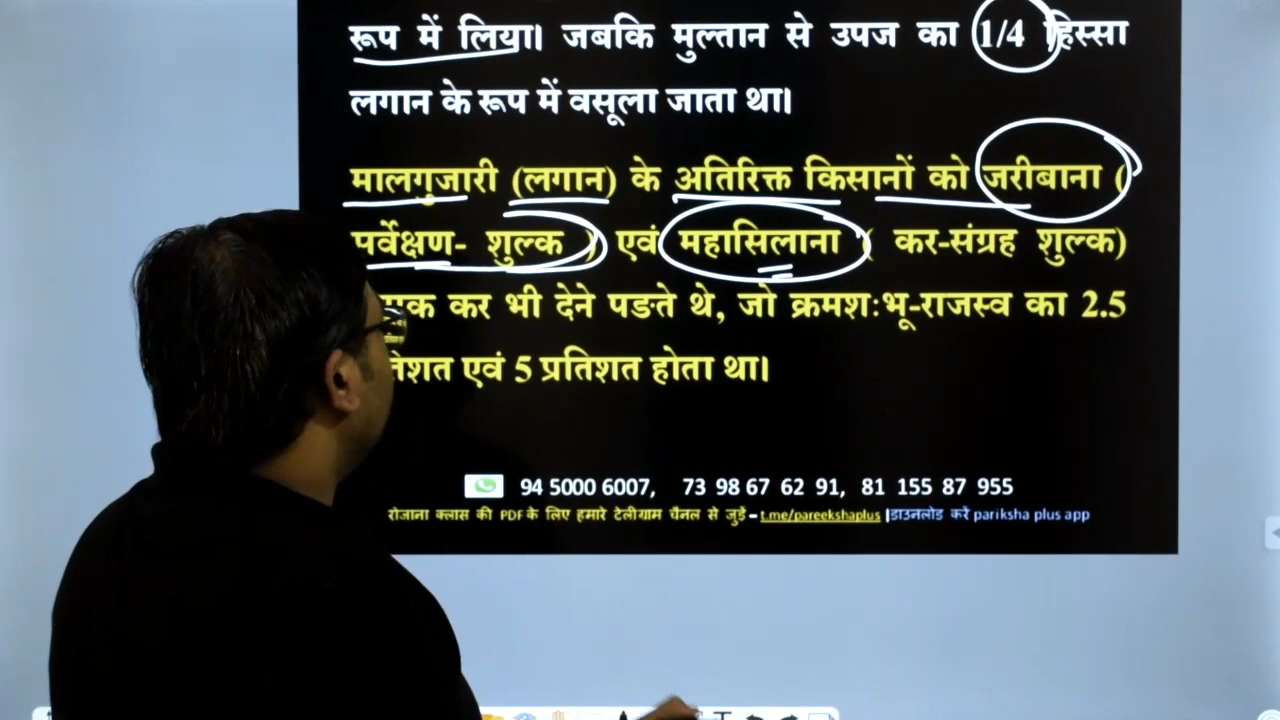 रूप में लिया। जबकि मुल्तान से उपज का 1/4 हिस्सा
लगान के रूप में वसूला जाता था।
मालगुजारी (लगान) के अतिरिक्त किसानों को जरीबाना (
पर्वेक्षण- शुल्क ) एवं महासिलाना ( कर-संग्रह शुल्क)
कर भी देने पङते थे, जो क्रमश:भू-राजस्व का 2.5
एवं 5 प्रतिशत होता था।
94 5000 6007, 73 98 67 62 91, 81 155 87 955
रोजाना क्लास की PDF के लिए हमारे टेलीग्राम चैनल से जुड़ें – t.me/pareekshaplus |डाउनलोड करें pariksha plus app